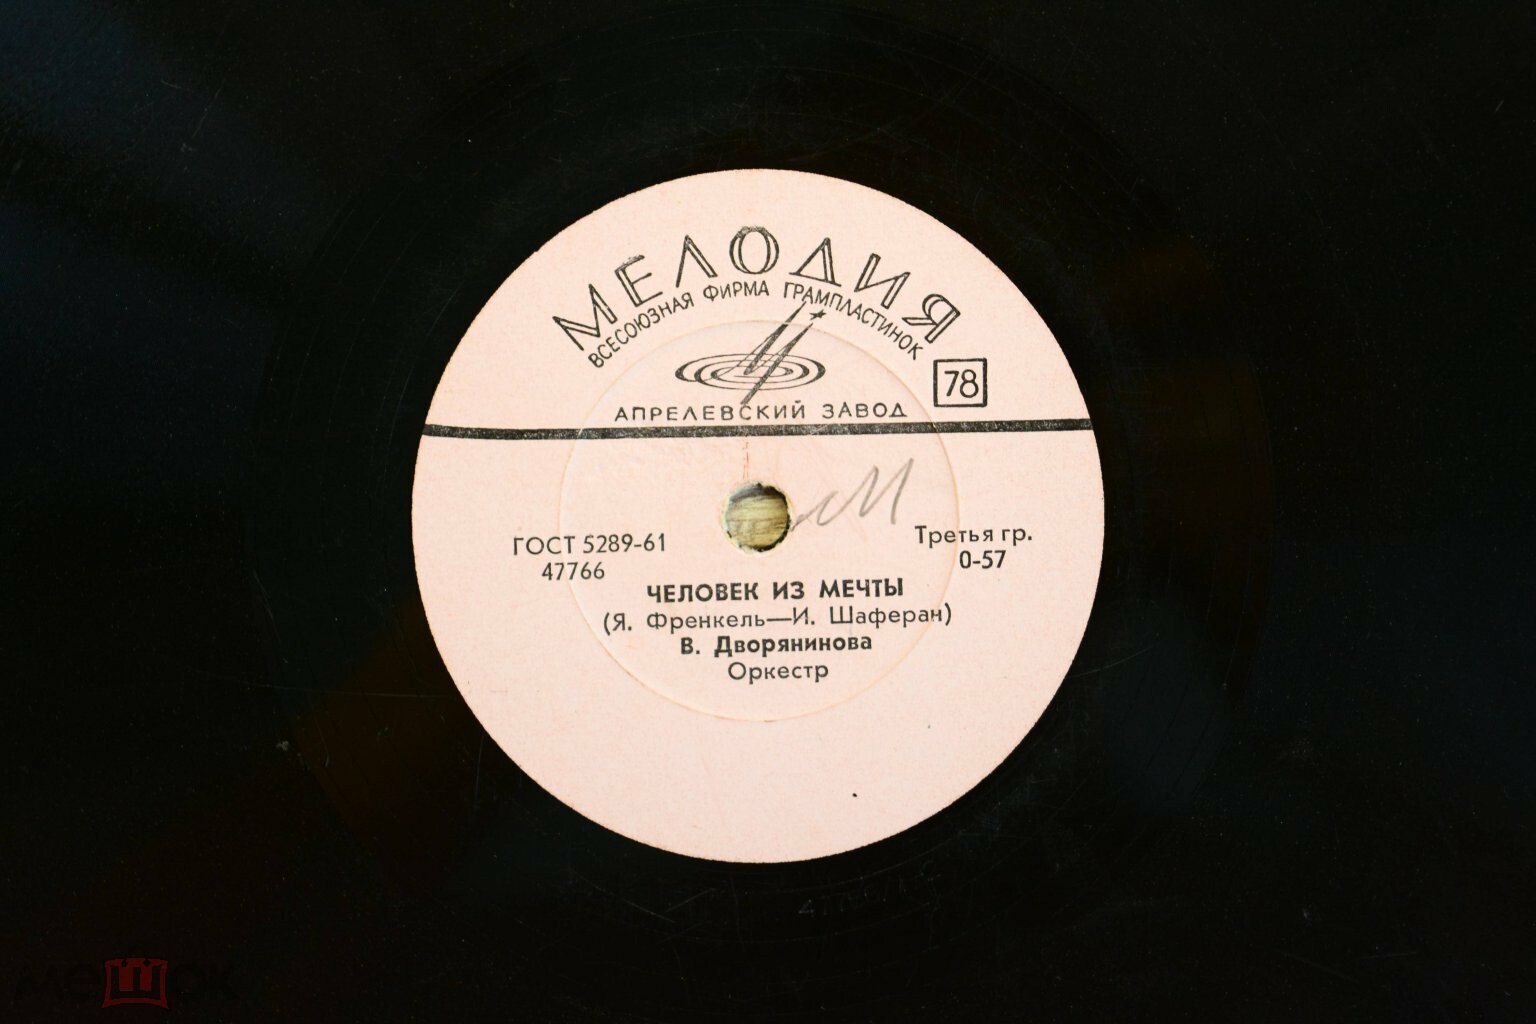 МЕЛОДИЯ
ВСЕСОЮЗНАЯ ФИРМА ГРАМПЛАСТИНОК
78
АПРЕЛЕВСКИЙ ЗАВОД
М
ГОСТ 5289-61
47766
Третья гр.
0-57
ЧЕЛОВЕК ИЗ МЕЧТЫ
(Я. Френкель—И. Шаферан)
В. Дворянинова
Оркестр
МЕШОК